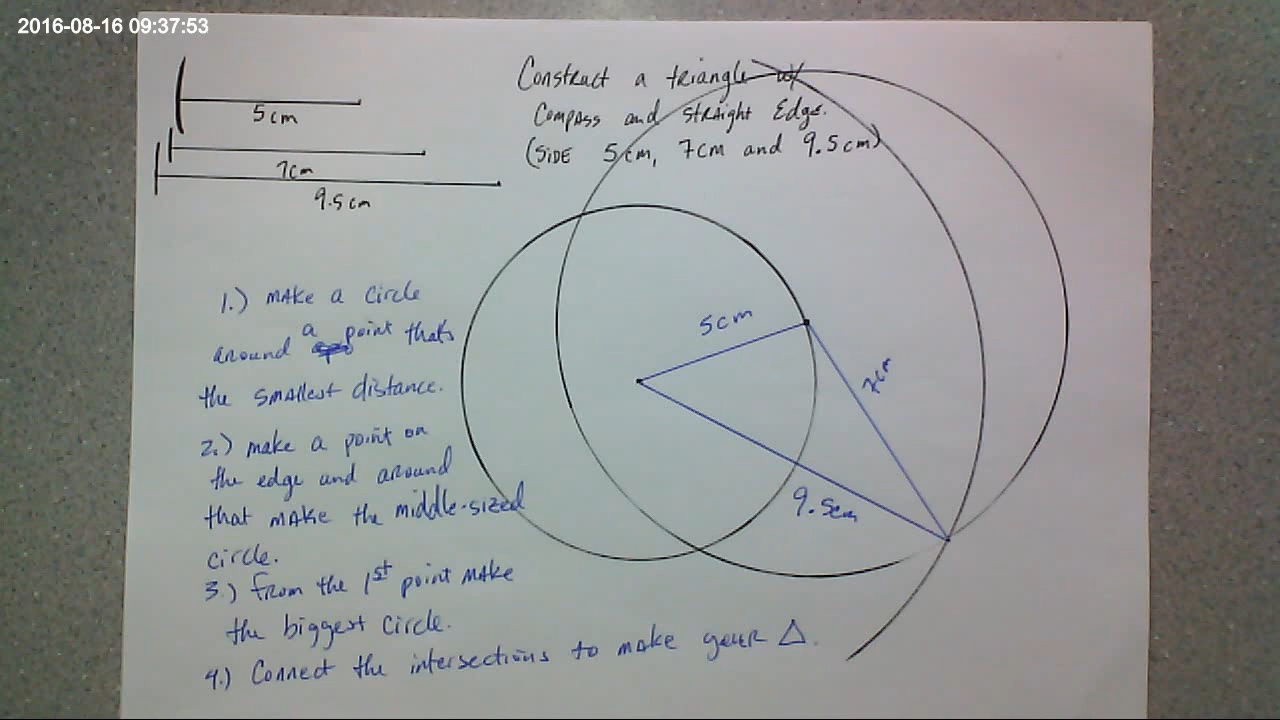 2016-08-16 09:37:53
5cm
7cm
9.5cm
Construct a triangle w/
Compass and straight Edge.
(SIDE 5cm, 7cm and 9.5cm)
1.) make a circle
around a point thats
the smallest distance.
2.) make a point on
the edge and around
that make the middle-sized
circle.
3.) from the 1st point make
the biggest circle.
4.) Connect the intersections to make your △.
5cm
7cm
9.5cm